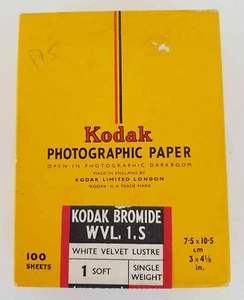 Kodak
PHOTOGRAPHIC PAPER
OPEN IN PHOTOGRAPHIC DARKROOM
MADE IN ENGLAND BY
KODAK LIMITED LONDON
'KODAK' IS A TRADE MARK
100
SHEETS
KODAK BROMIDE
WVL. 1.S
WHITE VELVET LUSTRE
1 SOFT
SINGLE
WEIGHT
7·5 x 10·5
cm
3 x 4⅛
in.